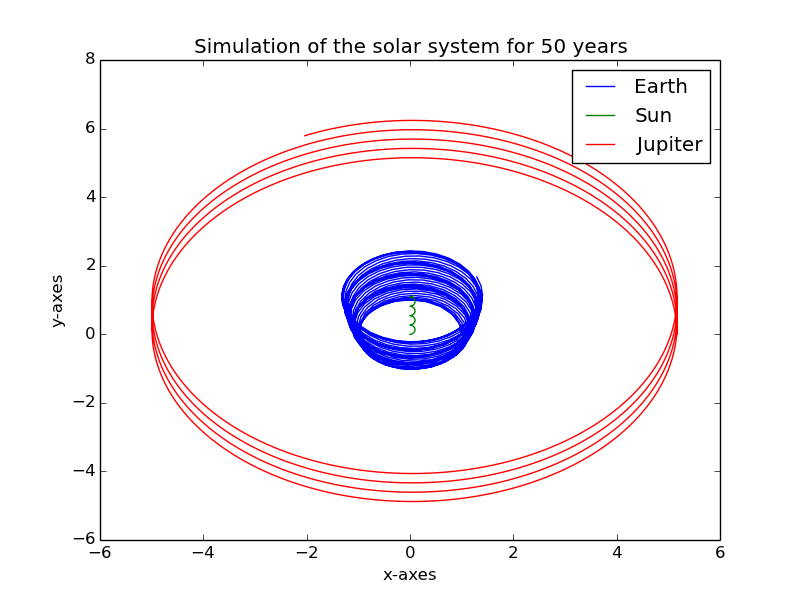 Simulation of the solar system for 50 years
8
6
4
2
0
−2
−4
−6
−6
−4
−2
0
2
4
6
x-axes
y-axes
Earth
Sun
Jupiter